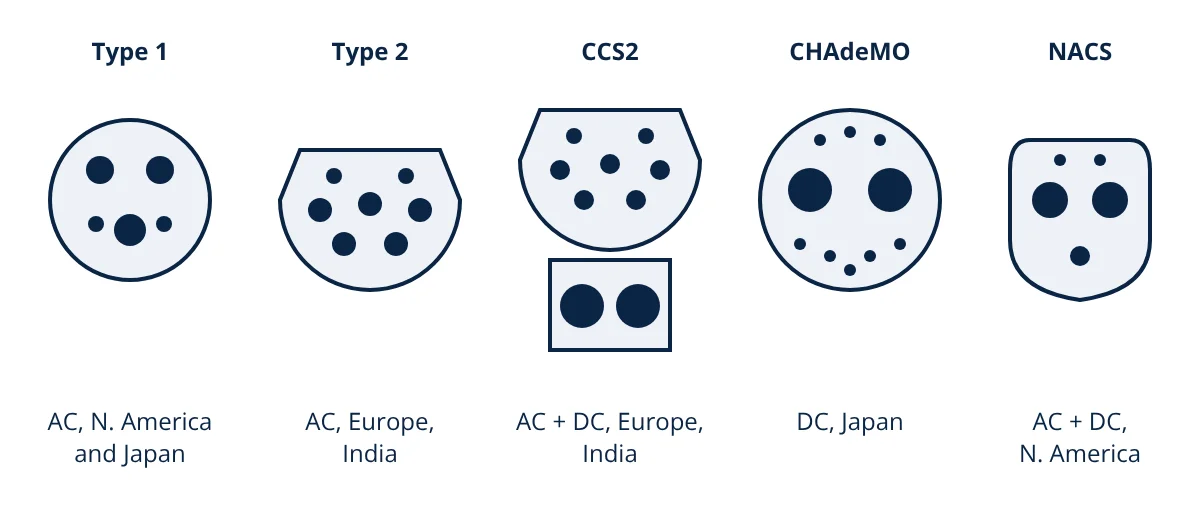 Type 1
Type 2
CCS2
CHAdeMO
NACS
AC, N. America
and Japan
AC, Europe,
India
AC + DC, Europe,
India
DC, Japan
AC + DC,
N. America